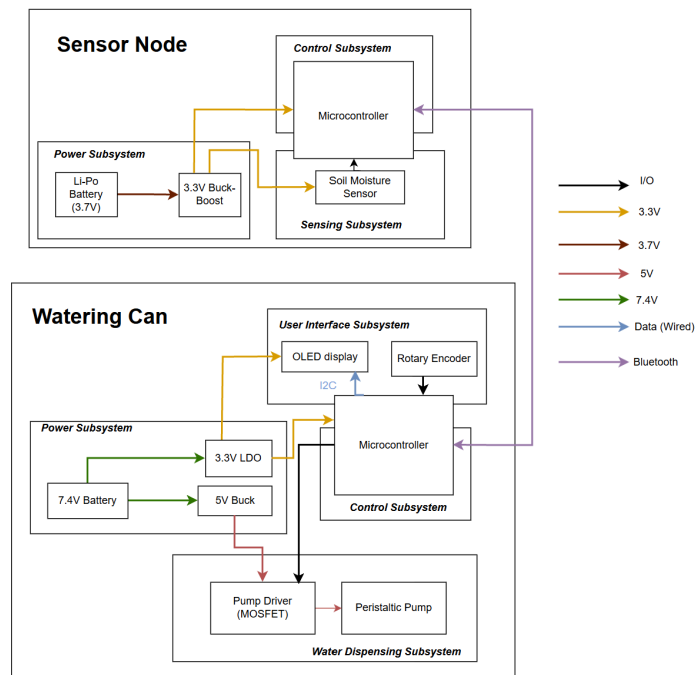 Sensor Node
Control Subsystem
Microcontroller
Power Subsystem
Li-Po
Battery
(3.7V)
3.3V Buck-
Boost
Soil Moisture
Sensor
Sensing Subsystem
I/O
3.3V
3.7V
5V
7.4V
Data (Wired)
Bluetooth
Watering Can
User Interface Subsystem
OLED display
Rotary Encoder
I2C
Power Subsystem
3.3V LDO
Microcontroller
7.4V Battery
5V Buck
Control Subsystem
Pump Driver
(MOSFET)
Peristaltic Pump
Water Dispensing Subsystem